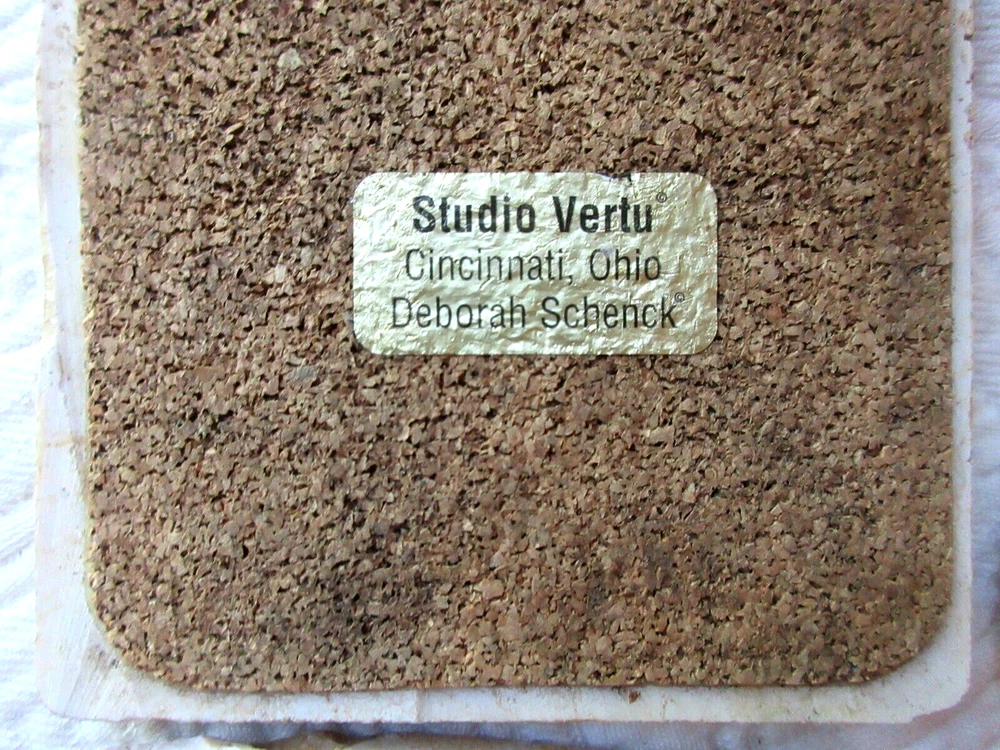 Studio Vertu©
Cincinnati, Ohio
Deborah Schenck©